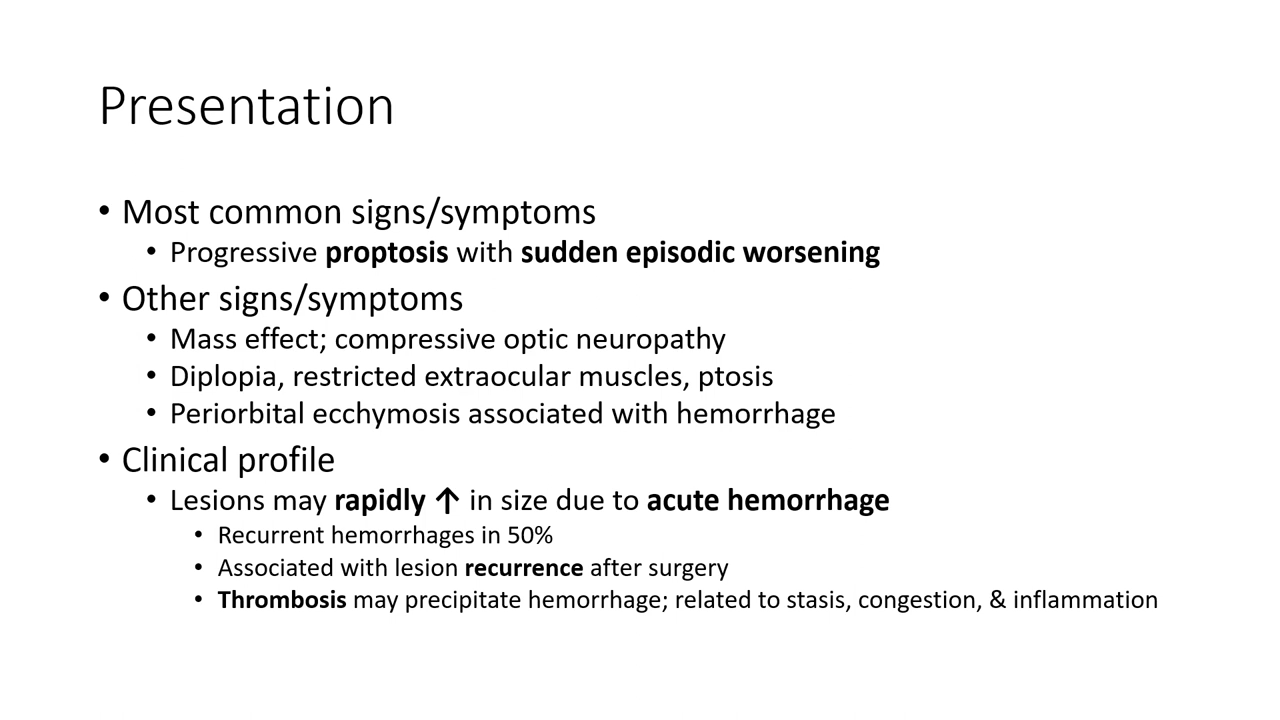 Presentation
• Most common signs/symptoms
• Progressive proptosis with sudden episodic worsening
• Other signs/symptoms
• Mass effect; compressive optic neuropathy
• Diplopia, restricted extraocular muscles, ptosis
• Periorbital ecchymosis associated with hemorrhage
• Clinical profile
• Lesions may rapidly ↑ in size due to acute hemorrhage
• Recurrent hemorrhages in 50%
• Associated with lesion recurrence after surgery
• Thrombosis may precipitate hemorrhage; related to stasis, congestion, & inflammation